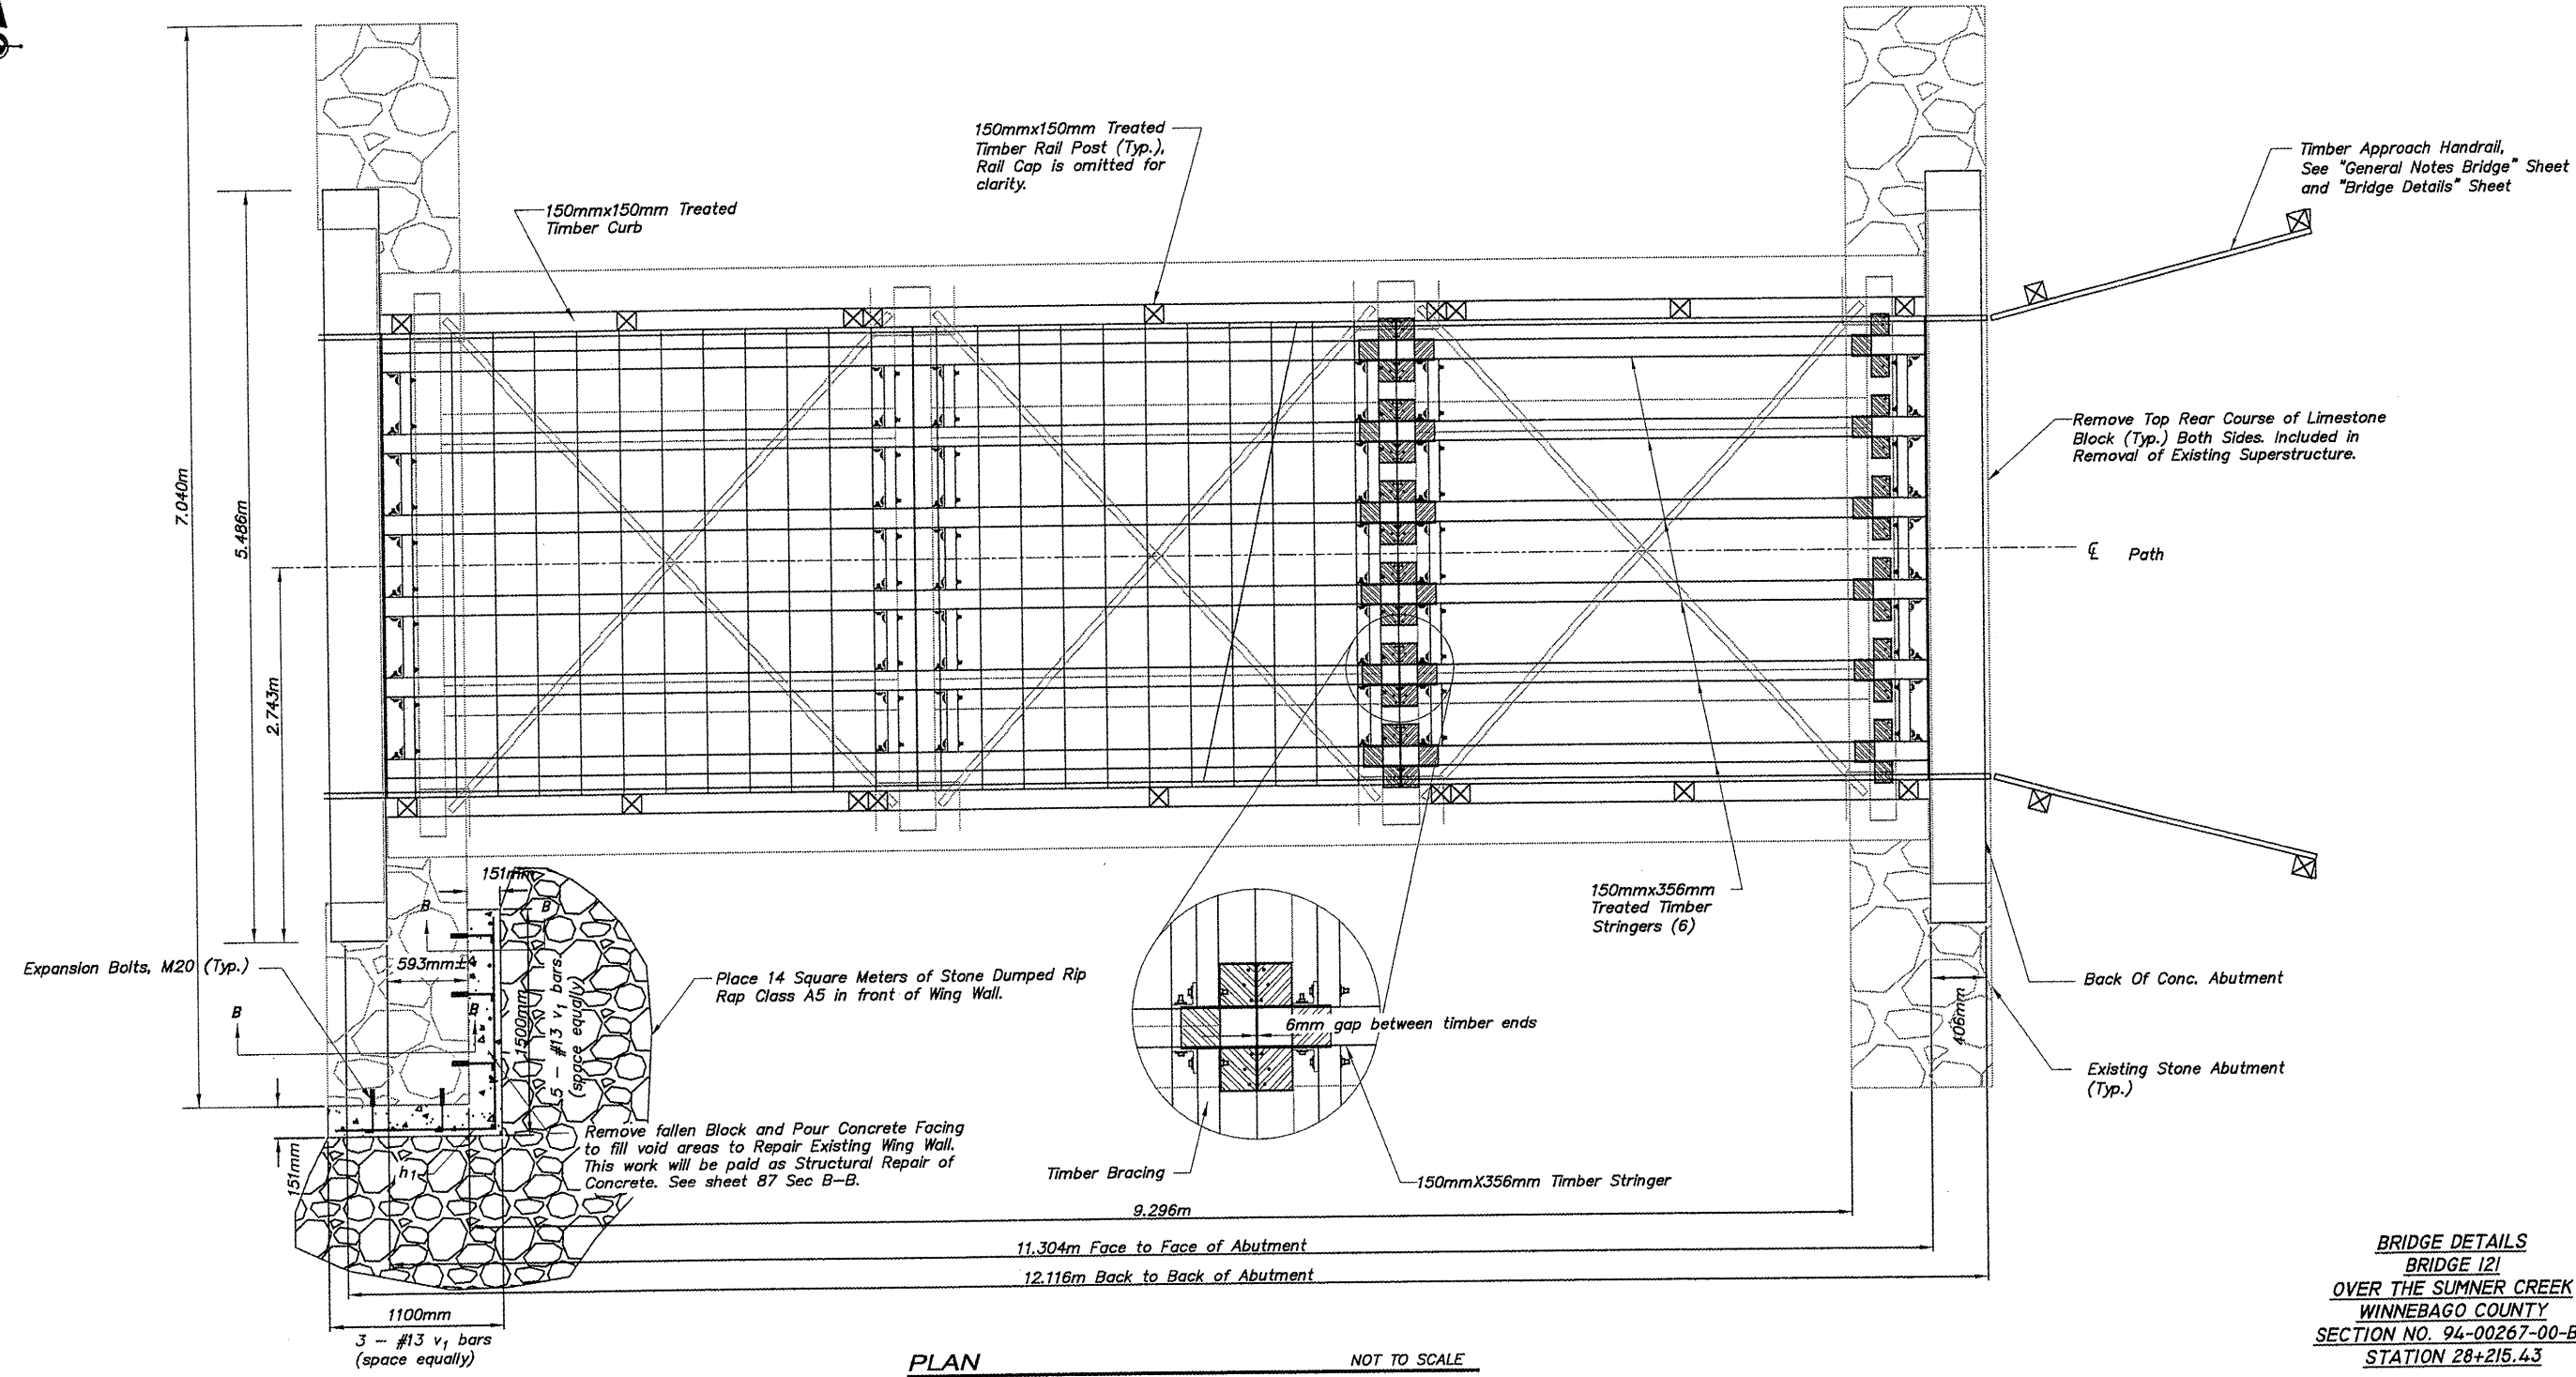 150mmx150mm Treated
Timber Rail Post (Typ.),
Rail Cap is omitted for
clarity.
Timber Approach Handrail,
See "General Notes Bridge" Sheet
and "Bridge Details" Sheet
150mmx150mm Treated
Timber Curb
7.040m
5.486m
2.743m
Remove Top Rear Course of Limestone
Block (Typ.) Both Sides. Included in
Removal of Existing Superstructure.
℄ Path
151mm
B
B
593mm±
Expansion Bolts, M20 (Typ.)
B
B
1500mm
5 - #13 v1 bars
(space equally)
Place 14 Square Meters of Stone Dumped Rip
Rap Class A5 in front of Wing Wall.
150mmx356mm
Treated Timber
Stringers (6)
6mm gap between timber ends
Back Of Conc. Abutment
406mm
Existing Stone Abutment
(Typ.)
Remove fallen Block and Pour Concrete Facing
to fill void areas to Repair Existing Wing Wall.
This work will be paid as Structural Repair of
Concrete. See sheet 87 Sec B-B.
151mm
h1
Timber Bracing
150mmX356mm Timber Stringer
9.296m
11.304m Face to Face of Abutment
12.116m Back to Back of Abutment
1100mm
3 - #13 v1 bars
(space equally)
PLAN
NOT TO SCALE
BRIDGE DETAILS
BRIDGE 121
OVER THE SUMNER CREEK
WINNEBAGO COUNTY
SECTION NO. 94-00267-00-B
STATION 28+215.43